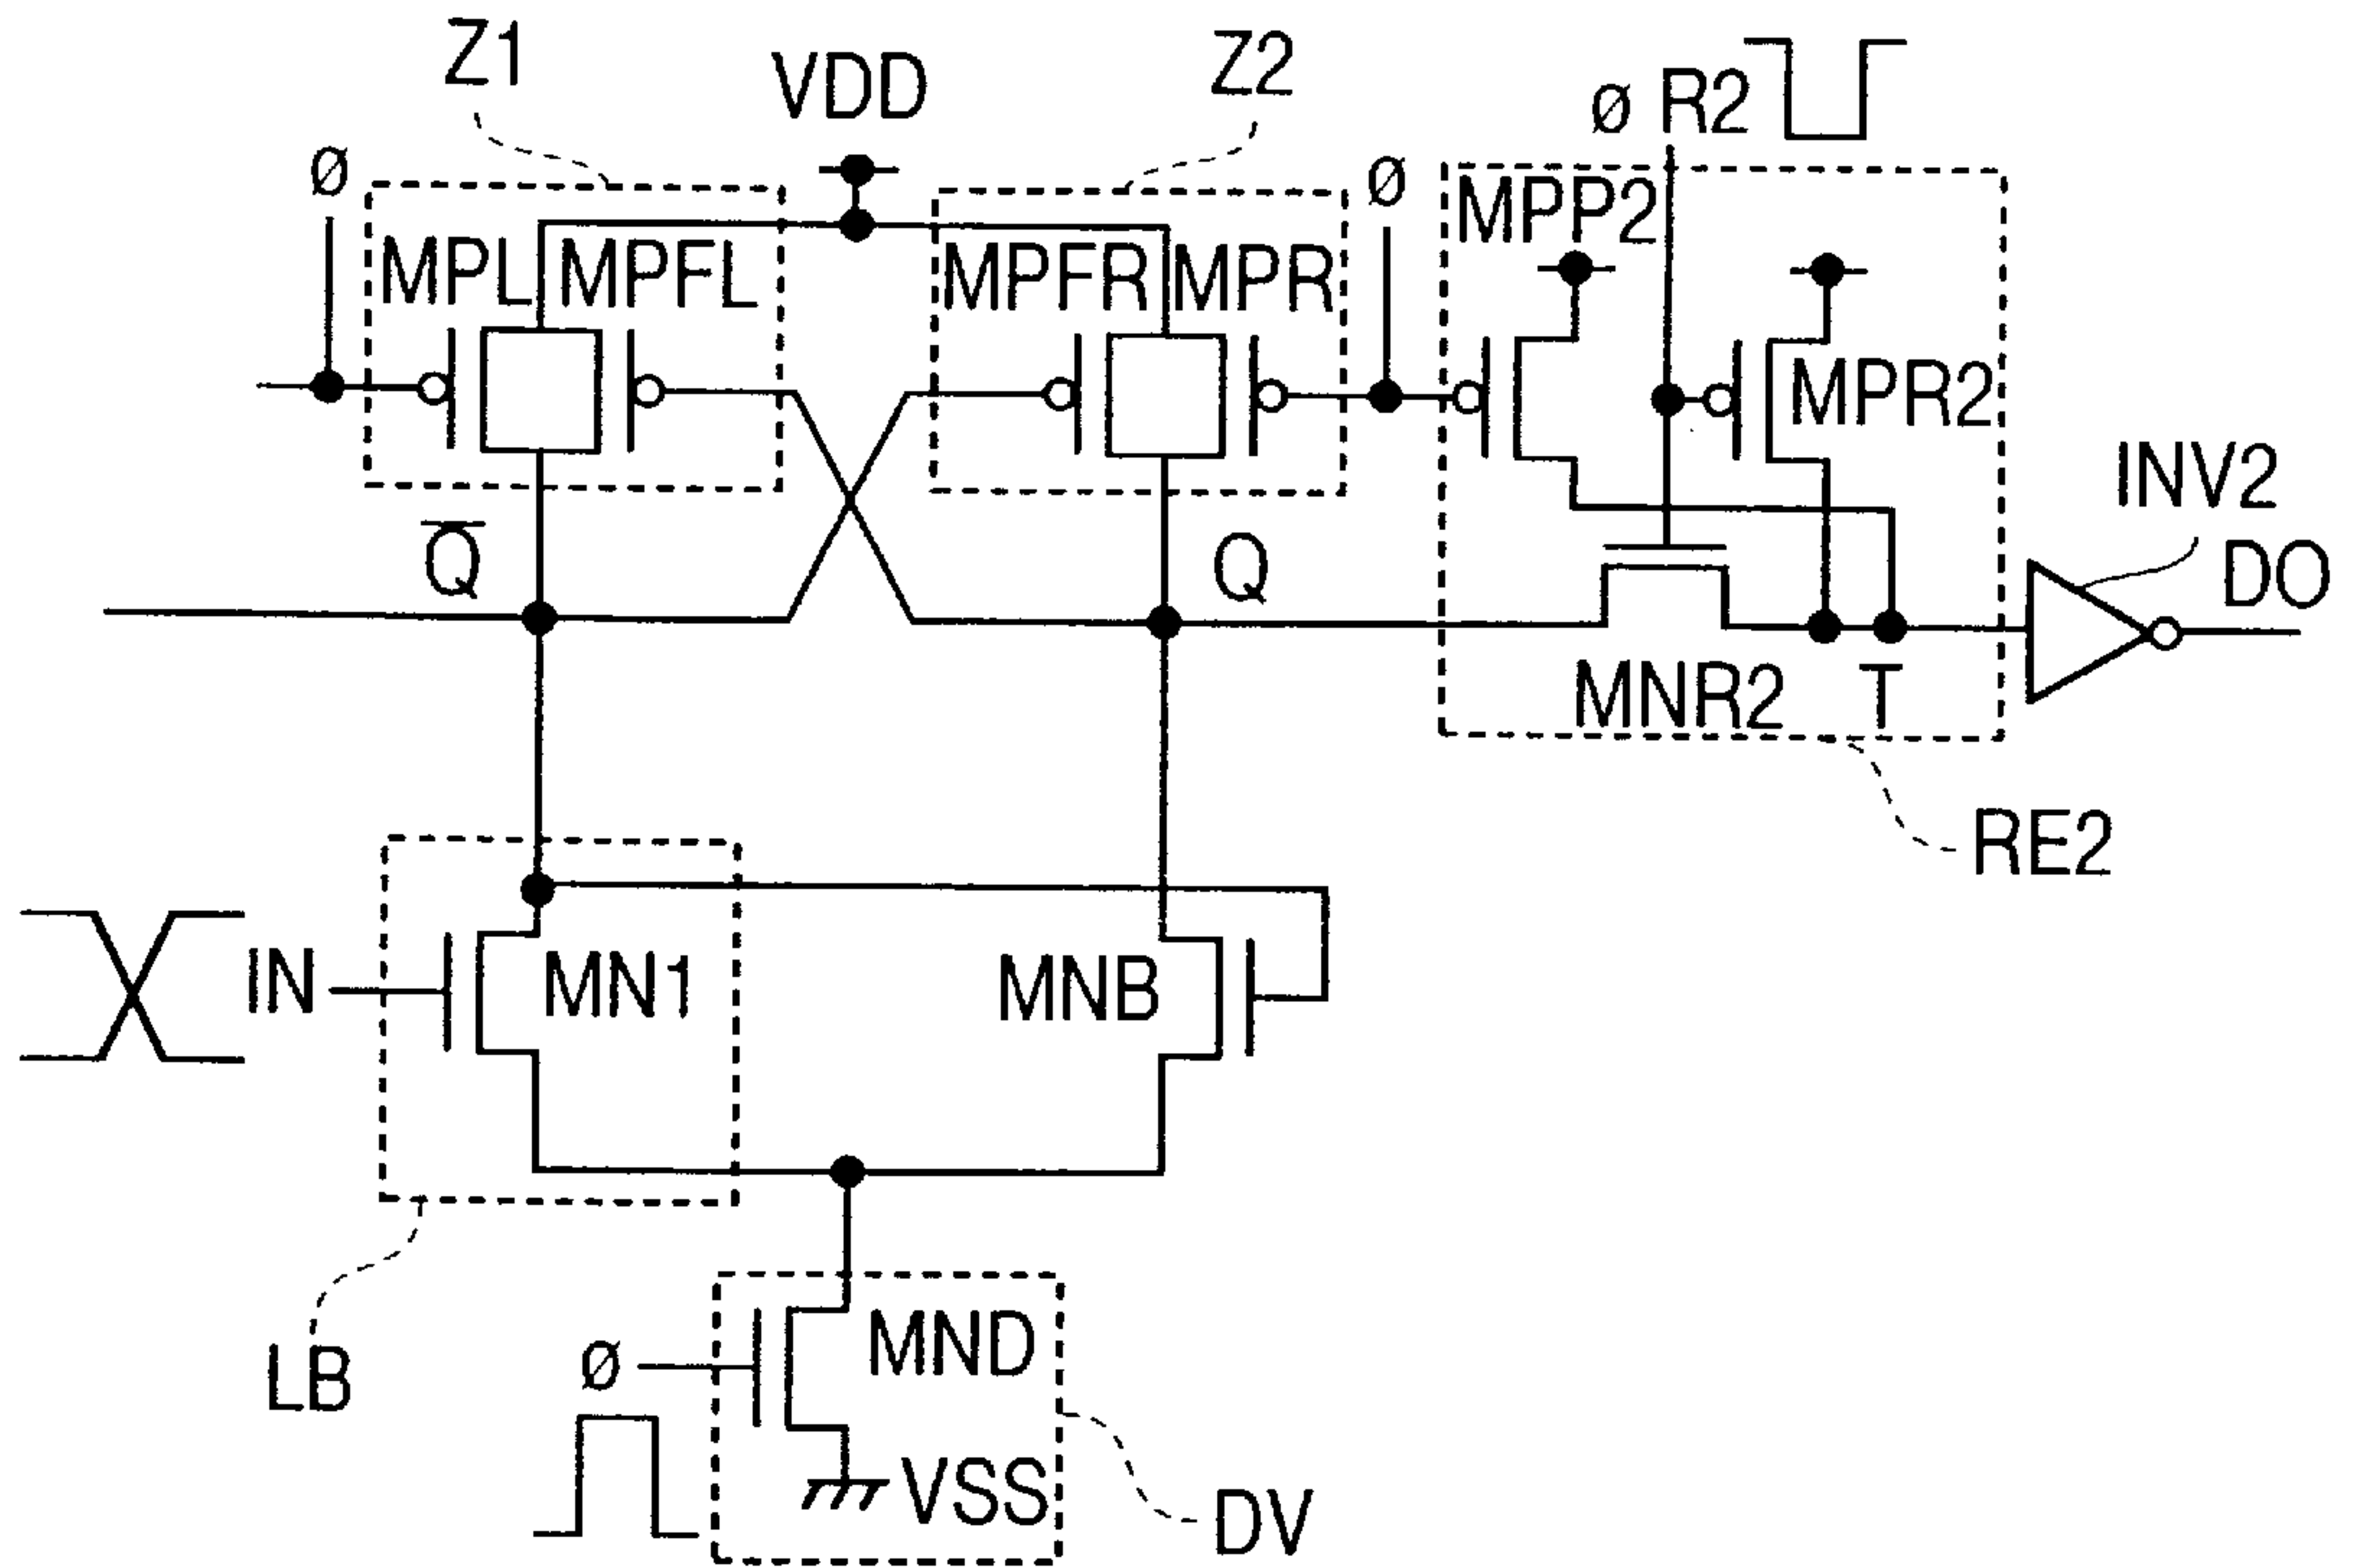 Z1
VDD
Z2
ø R2
ø
ø
MPP2
MPL
MPFL
MPFR
MPR
MPR2
INV2
Q̅
Q
DO
MNR2
T
RE2
IN
MN1
MNB
LB
ø
MND
VSS
DV